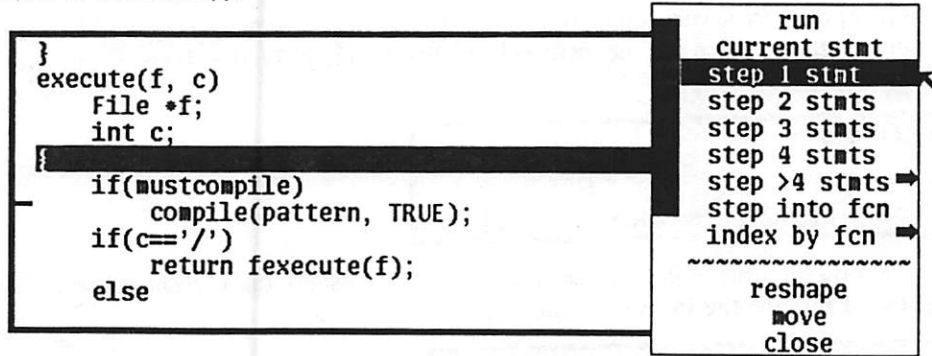 }
execute(f, c)
File *f;
int c;
{
if(mustcompile)
compile(pattern, TRUE);
if(c=='/')
return fexecute(f);
else
run
current stmt
step 1 stmt
step 2 stmts
step 3 stmts
step 4 stmts
step >4 stmts
step into fcn
index by fcn
~~~~~~~~~~~~~~~~
reshape
move
close